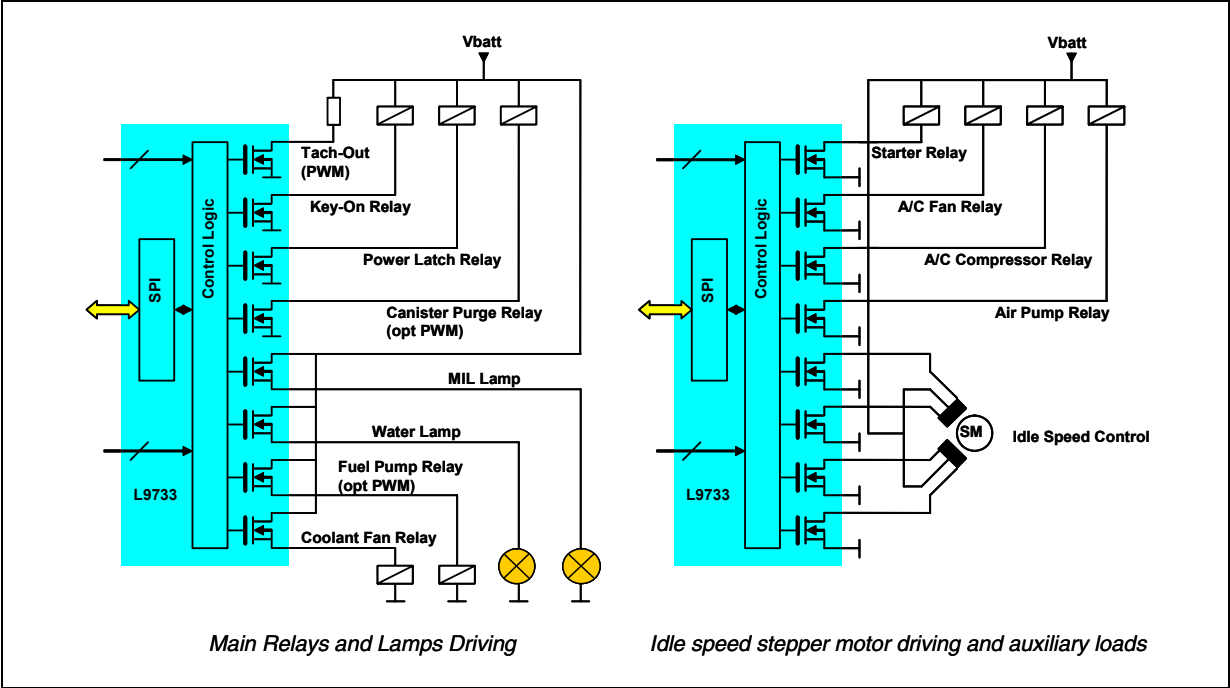 Vbatt
Tach-Out
(PWM)
Key-On Relay
Power Latch Relay
Canister Purge Relay
(opt PWM)
MIL Lamp
Water Lamp
Fuel Pump Relay
(opt PWM)
Coolant Fan Relay
Control Logic
SPI
L9733
Main Relays and Lamps Driving
Vbatt
Starter Relay
A/C Fan Relay
A/C Compressor Relay
Air Pump Relay
SM
Idle Speed Control
Control Logic
SPI
L9733
Idle speed stepper motor driving and auxiliary loads